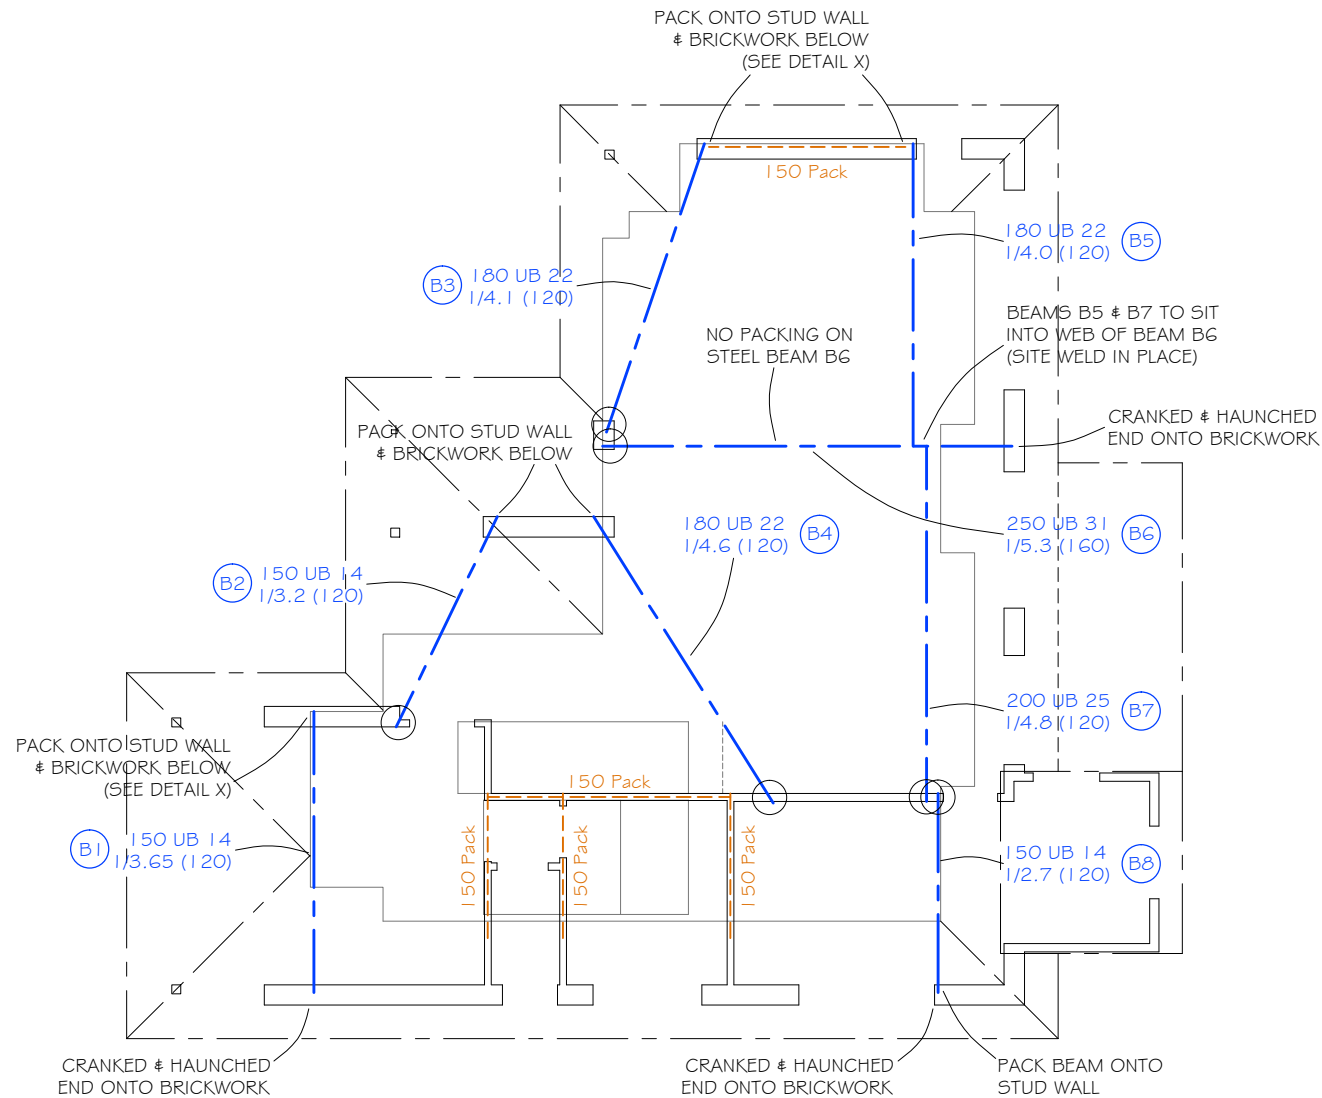 PACK ONTO STUD WALL
& BRICKWORK BELOW
(SEE DETAIL X)
150 Pack
180 UB 22
1/4.0 (120)
B5
B3
180 UB 22
1/4.1 (120)
BEAMS B5 & B7 TO SIT
INTO WEB OF BEAM B6
(SITE WELD IN PLACE)
NO PACKING ON
STEEL BEAM B6
CRANKED & HAUNCHED
END ONTO BRICKWORK
PACK ONTO STUD WALL
& BRICKWORK BELOW
180 UB 22
1/4.6 (120)
B4
250 UB 31
1/5.3 (160)
B6
B2
150 UB 14
1/3.2 (120)
200 UB 25
1/4.8 (120)
B7
PACK ONTO STUD WALL
& BRICKWORK BELOW
(SEE DETAIL X)
150 Pack
B1
150 UB 14
1/3.65 (120)
150 Pack
150 Pack
150 Pack
150 UB 14
1/2.7 (120)
B8
CRANKED & HAUNCHED
END ONTO BRICKWORK
CRANKED & HAUNCHED
END ONTO BRICKWORK
PACK BEAM ONTO
STUD WALL